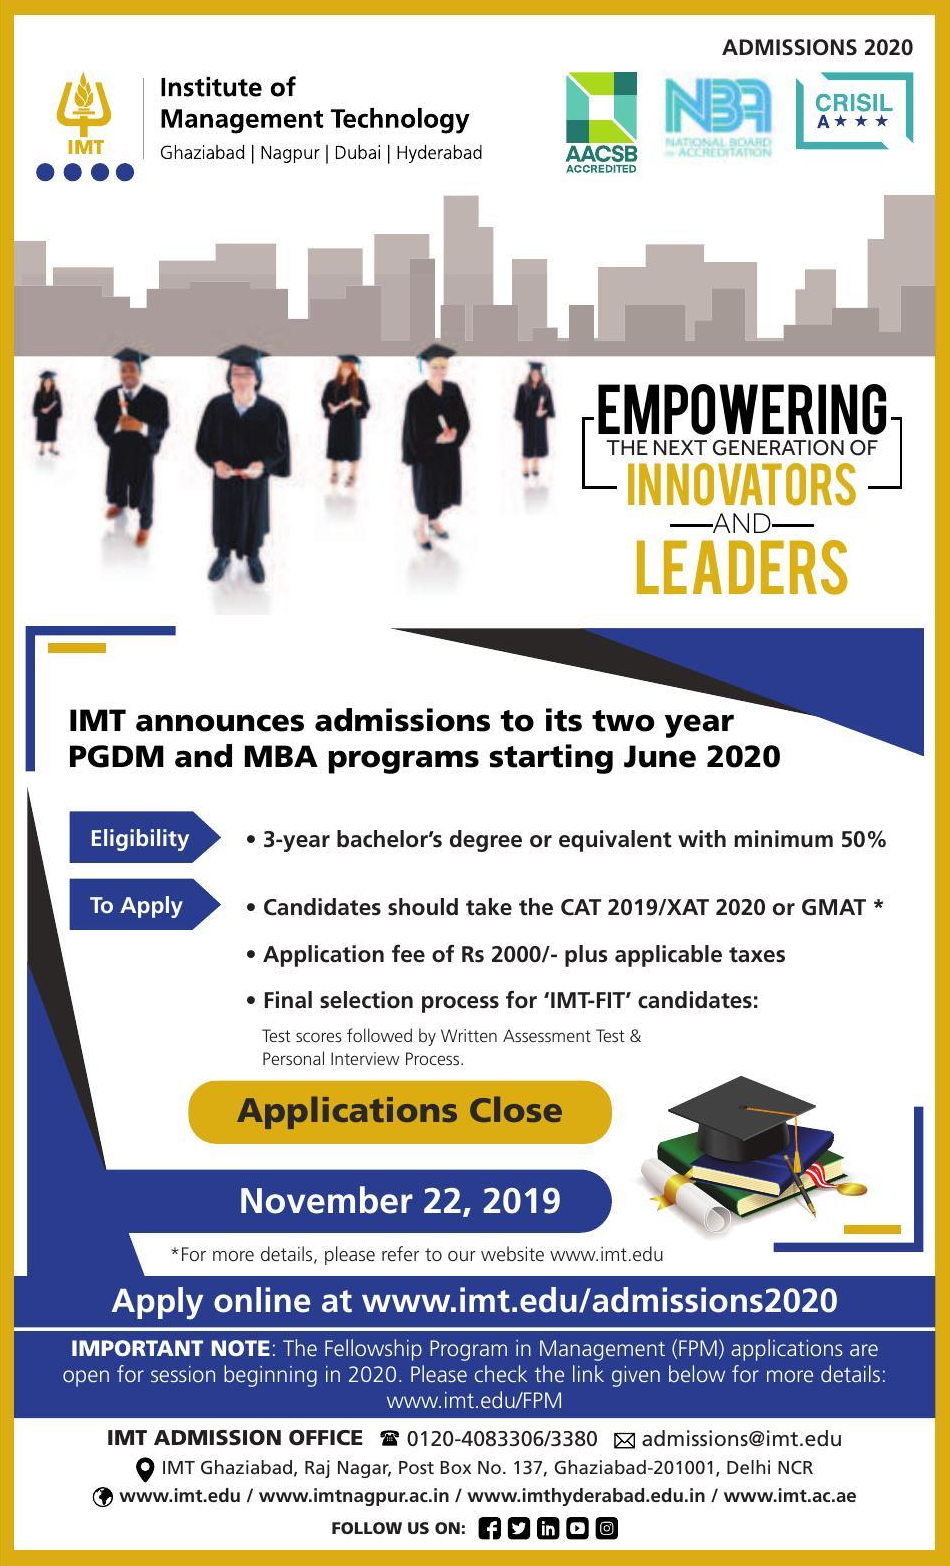 ADMISSIONS 2020
IMT
Institute of
Management Technology
Ghaziabad | Nagpur | Dubai | Hyderabad
AACSB
ACCREDITED
NBA
NATIONAL BOARD
OF ACCREDITATION
CRISIL
A★★★
EMPOWERING
THE NEXT GENERATION OF
INNOVATORS
AND
LEADERS
IMT announces admissions to its two year
PGDM and MBA programs starting June 2020
Eligibility
• 3-year bachelor's degree or equivalent with minimum 50%
To Apply
• Candidates should take the CAT 2019/XAT 2020 or GMAT *
• Application fee of Rs 2000/- plus applicable taxes
• Final selection process for 'IMT-FIT' candidates:
Test scores followed by Written Assessment Test &
Personal Interview Process.
Applications Close
November 22, 2019
*For more details, please refer to our website www.imt.edu
Apply online at www.imt.edu/admissions2020
IMPORTANT NOTE: The Fellowship Program in Management (FPM) applications are
open for session beginning in 2020. Please check the link given below for more details:
www.imt.edu/FPM
IMT ADMISSION OFFICE 0120-4083306/3380 admissions@imt.edu
IMT Ghaziabad, Raj Nagar, Post Box No. 137, Ghaziabad-201001, Delhi NCR
www.imt.edu / www.imtnagpur.ac.in / www.imthyderabad.edu.in / www.imt.ac.ae
FOLLOW US ON: